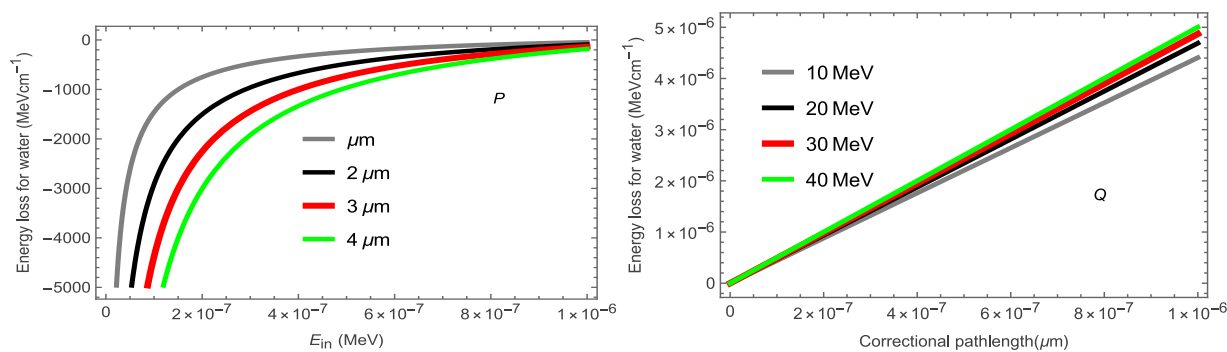 0
−1000
−2000
−3000
−4000
−5000
Energy loss for water (MeVcm⁻¹)
P
μm
2 μm
3 μm
4 μm
0
2×10⁻⁷
4×10⁻⁷
6×10⁻⁷
8×10⁻⁷
1×10⁻⁶
E_in (MeV)
5×10⁻⁶
4×10⁻⁶
3×10⁻⁶
2×10⁻⁶
1×10⁻⁶
0
Energy loss for water (MeVcm⁻¹)
10 MeV
20 MeV
30 MeV
40 MeV
Q
0
2×10⁻⁷
4×10⁻⁷
6×10⁻⁷
8×10⁻⁷
1×10⁻⁶
Correctional pathlength(μm)